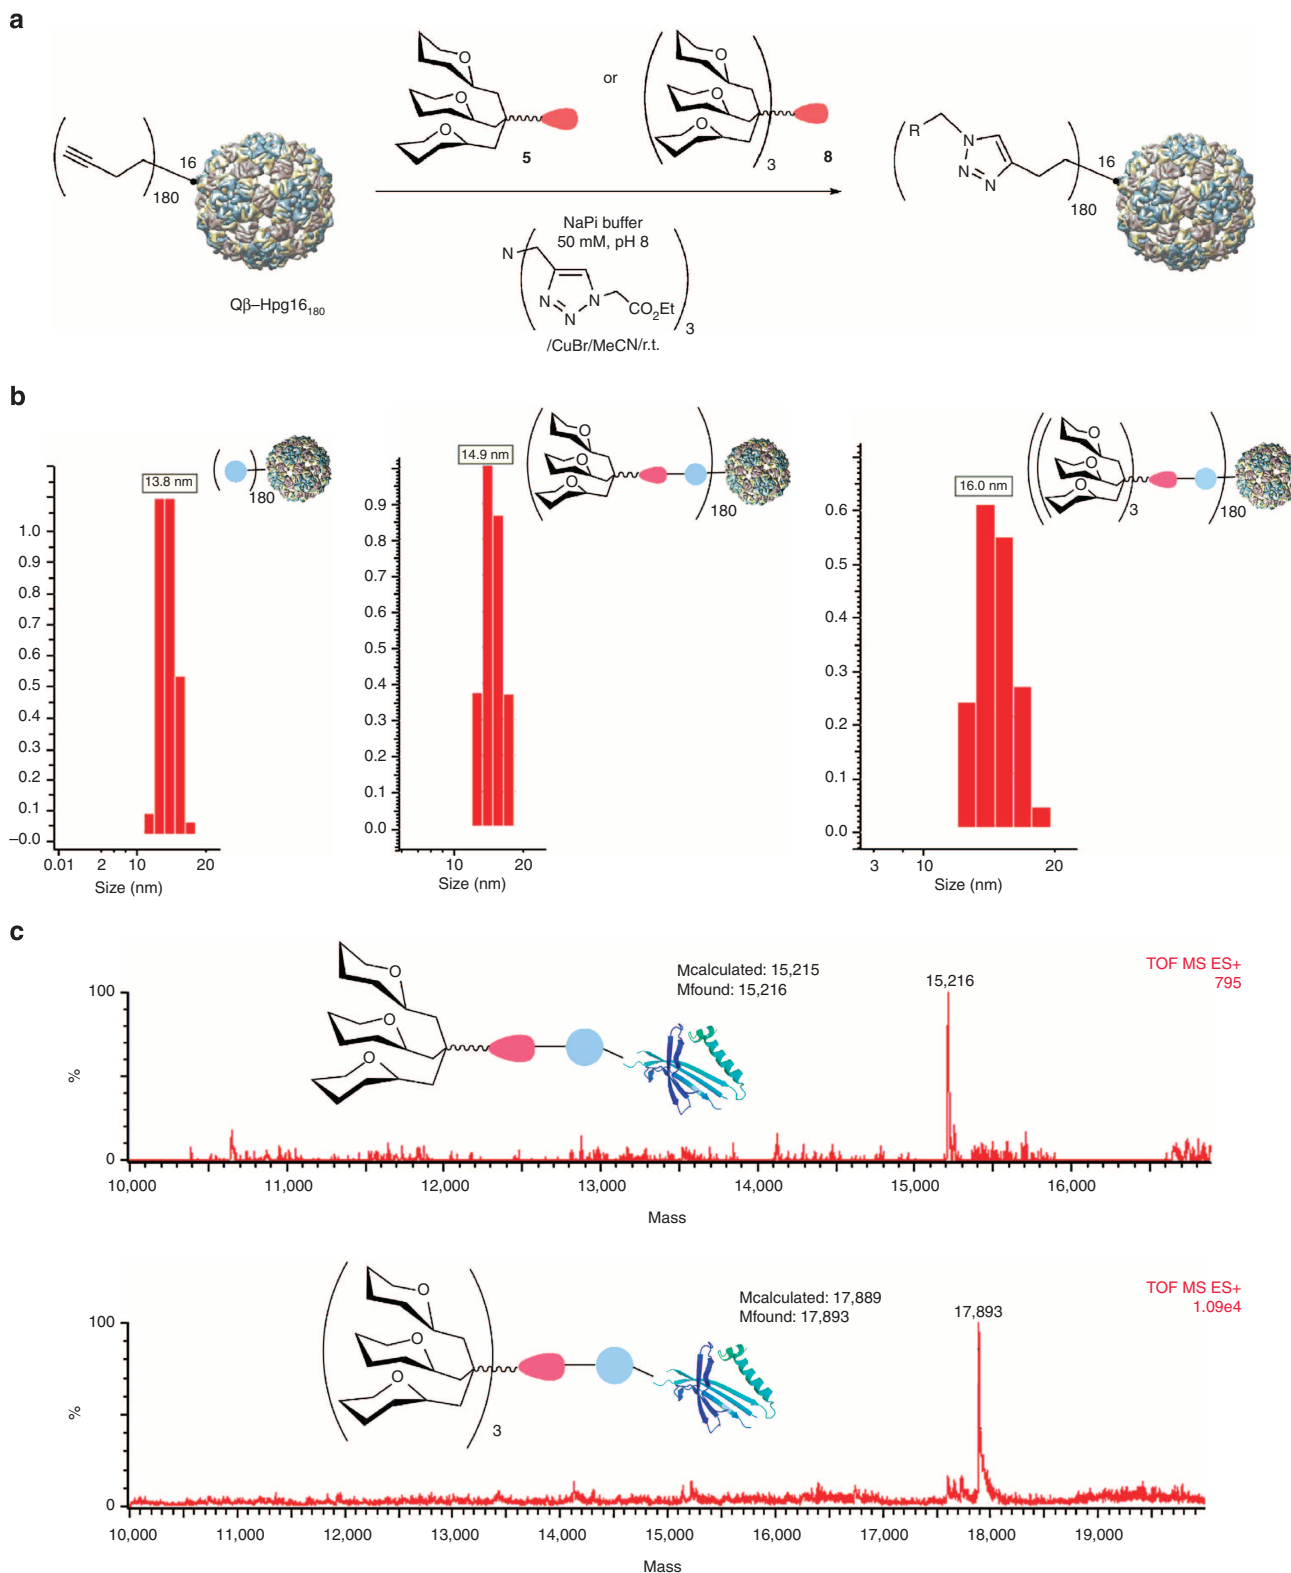 a
O
O
O
5
or
O
O
O
3
8
16
180
Qβ–Hpg16180
NaPi buffer
50 mM, pH 8
N
N
N
N
CO2Et
3
/CuBr/MeCN/r.t.
R
N
N
N
16
180
b
13.8 nm
180
1.0
0.9
0.8
0.7
0.6
0.5
0.4
0.3
0.2
0.1
–0.0
0.01 2 10 20
Size (nm)
14.9 nm
O
O
O
180
0.9
0.8
0.7
0.6
0.5
0.4
0.3
0.2
0.1
0.0
10 20
Size (nm)
16.0 nm
O
O
O
3
180
0.6
0.5
0.4
0.3
0.2
0.1
0.0
3 10 20
Size (nm)
c
O
O
O
Mcalculated: 15,215
Mfound: 15,216
15,216
TOF MS ES+
795
100
%
0
10,000 11,000 12,000 13,000 14,000 15,000 16,000
Mass
O
O
O
3
Mcalculated: 17,889
Mfound: 17,893
17,893
TOF MS ES+
1.09e4
100
%
0
10,000 11,000 12,000 13,000 14,000 15,000 16,000 17,000 18,000 19,000
Mass